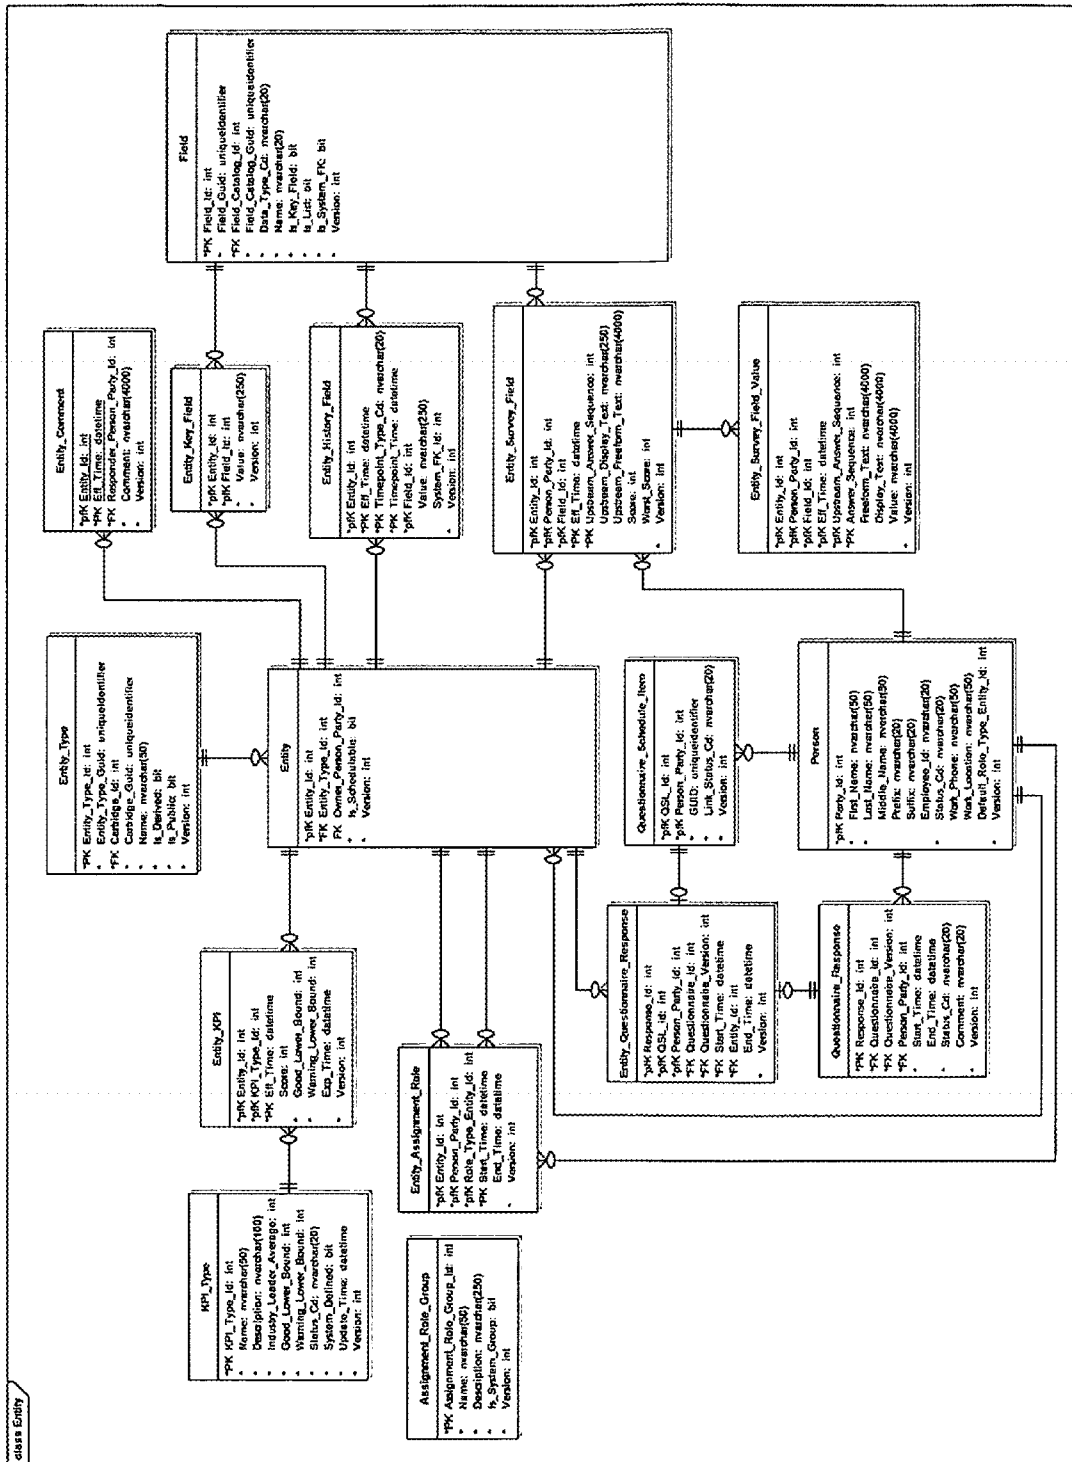 class Entity
KPI_Type
*PK KPI_Type_Id: int
* Name: nvarchar(50)
* Description: nvarchar(100)
* Industry_Leader_Average: int
* Good_Lower_Bound: int
* Warning_Lower_Bound: int
* Status_Cd: nvarchar(20)
* System_Defined: bit
* Update_Time: datetime
* Version: int
Entity_KPI
*pfK Entity_Id: int
*pfK KPI_Type_Id: int
*PK Eff_Time: datetime
Score: int
* Good_Lower_Bound: int
* Warning_Lower_Bound: int
Exp_Time: datetime
* Version: int
Entity_Type
*PK Entity_Type_Id: int
* Entity_Type_Guid: uniqueidentifier
*FK Cartridge_Id: int
* Cartridge_Guid: uniqueidentifier
* Name: nvarchar(50)
* Is_Derived: bit
* Is_Public: bit
* Version: int
Entity_Comment
*pfK Entity_Id: int
*PK Eff_Time: datetime
*FK Responder_Person_Party_Id: int
* Comment: nvarchar(4000)
* Version: int
Field
*PK Field_Id: int
* Field_Guid: uniqueidentifier
*FK Field_Catalog_Id: int
* Field_Catalog_Guid: uniqueidentifier
* Data_Type_Cd: nvarchar(20)
* Name: nvarchar(20)
* Is_Key_Field: bit
* Is_List: bit
* Is_System_FK: bit
* Version: int
Entity_Key_Field
*pfK Entity_Id: int
*pfK Field_Id: int
* Value: nvarchar(250)
* Version: int
Entity
*pfK Entity_Id: int
*FK Entity_Type_Id: int
FK Owner_Person_Party_Id: int
* Is_Schedulable: bit
* Version: int
Entity_History_Field
*pfK Entity_Id: int
*PK Eff_Time: datetime
*PK Timepoint_Type_Cd: nvarchar(20)
*PK Timepoint_Time: datetime
*pfK Field_Id: int
Value: nvarchar(250)
System_FK_Id: int
* Version: int
Assignment_Role_Group
*PK Assignment_Role_Group_Id: int
* Name: nvarchar(50)
* Description: nvarchar(250)
* Is_System_Group: bit
* Version: int
Entity_Assignment_Role
*pfK Entity_Id: int
*pfK Person_Party_Id: int
*pfK Role_Type_Entity_Id: int
*PK Start_Time: datetime
End_Time: datetime
* Version: int
Entity_Survey_Field
*pfK Entity_Id: int
*pfK Person_Party_Id: int
*pfK Field_Id: int
*PK Eff_Time: datetime
*PK Upstream_Answer_Sequence: int
Upstream_Display_Text: nvarchar(250)
Upstream_Freeform_Text: nvarchar(4000)
Score: int
Worst_Score: int
* Version: int
Entity_Questionnaire_Response
*pfK Response_Id: int
*pfK QSL_Id: int
*pfK Person_Party_Id: int
*FK Questionnaire_Id: int
*FK Questionnaire_Version: int
*FK Start_Time: datetime
*FK Entity_Id: int
End_Time: datetime
* Version: int
Questionnaire_Schedule_Item
*pfK QSL_Id: int
*pfK Person_Party_Id: int
* GUID: uniqueidentifier
* Link_Status_Cd: nvarchar(20)
* Version: int
Entity_Survey_Field_Value
*pfK Entity_Id: int
*pfK Person_Party_Id: int
*pfK Field_Id: int
*pfK Eff_Time: datetime
*pfK Upstream_Answer_Sequence: int
*PK Answer_Sequence: int
Freeform_Text: nvarchar(4000)
Display_Text: nvarchar(4000)
Value: nvarchar(4000)
* Version: int
Questionnaire_Response
*PK Response_Id: int
*FK Questionnaire_Id: int
*FK Questionnaire_Version: int
*FK Person_Party_Id: int
* Start_Time: datetime
End_Time: datetime
* Status_Cd: nvarchar(20)
Comment: nvarchar(20)
* Version: int
Person
*pfK Party_Id: int
* First_Name: nvarchar(50)
* Last_Name: nvarchar(50)
Middle_Name: nvarchar(50)
Prefix: nvarchar(20)
Suffix: nvarchar(20)
Employee_Id: nvarchar(20)
* Status_Cd: nvarchar(20)
Work_Phone: nvarchar(50)
Work_Location: nvarchar(50)
Default_Role_Type_Entity_Id: int
* Version: int